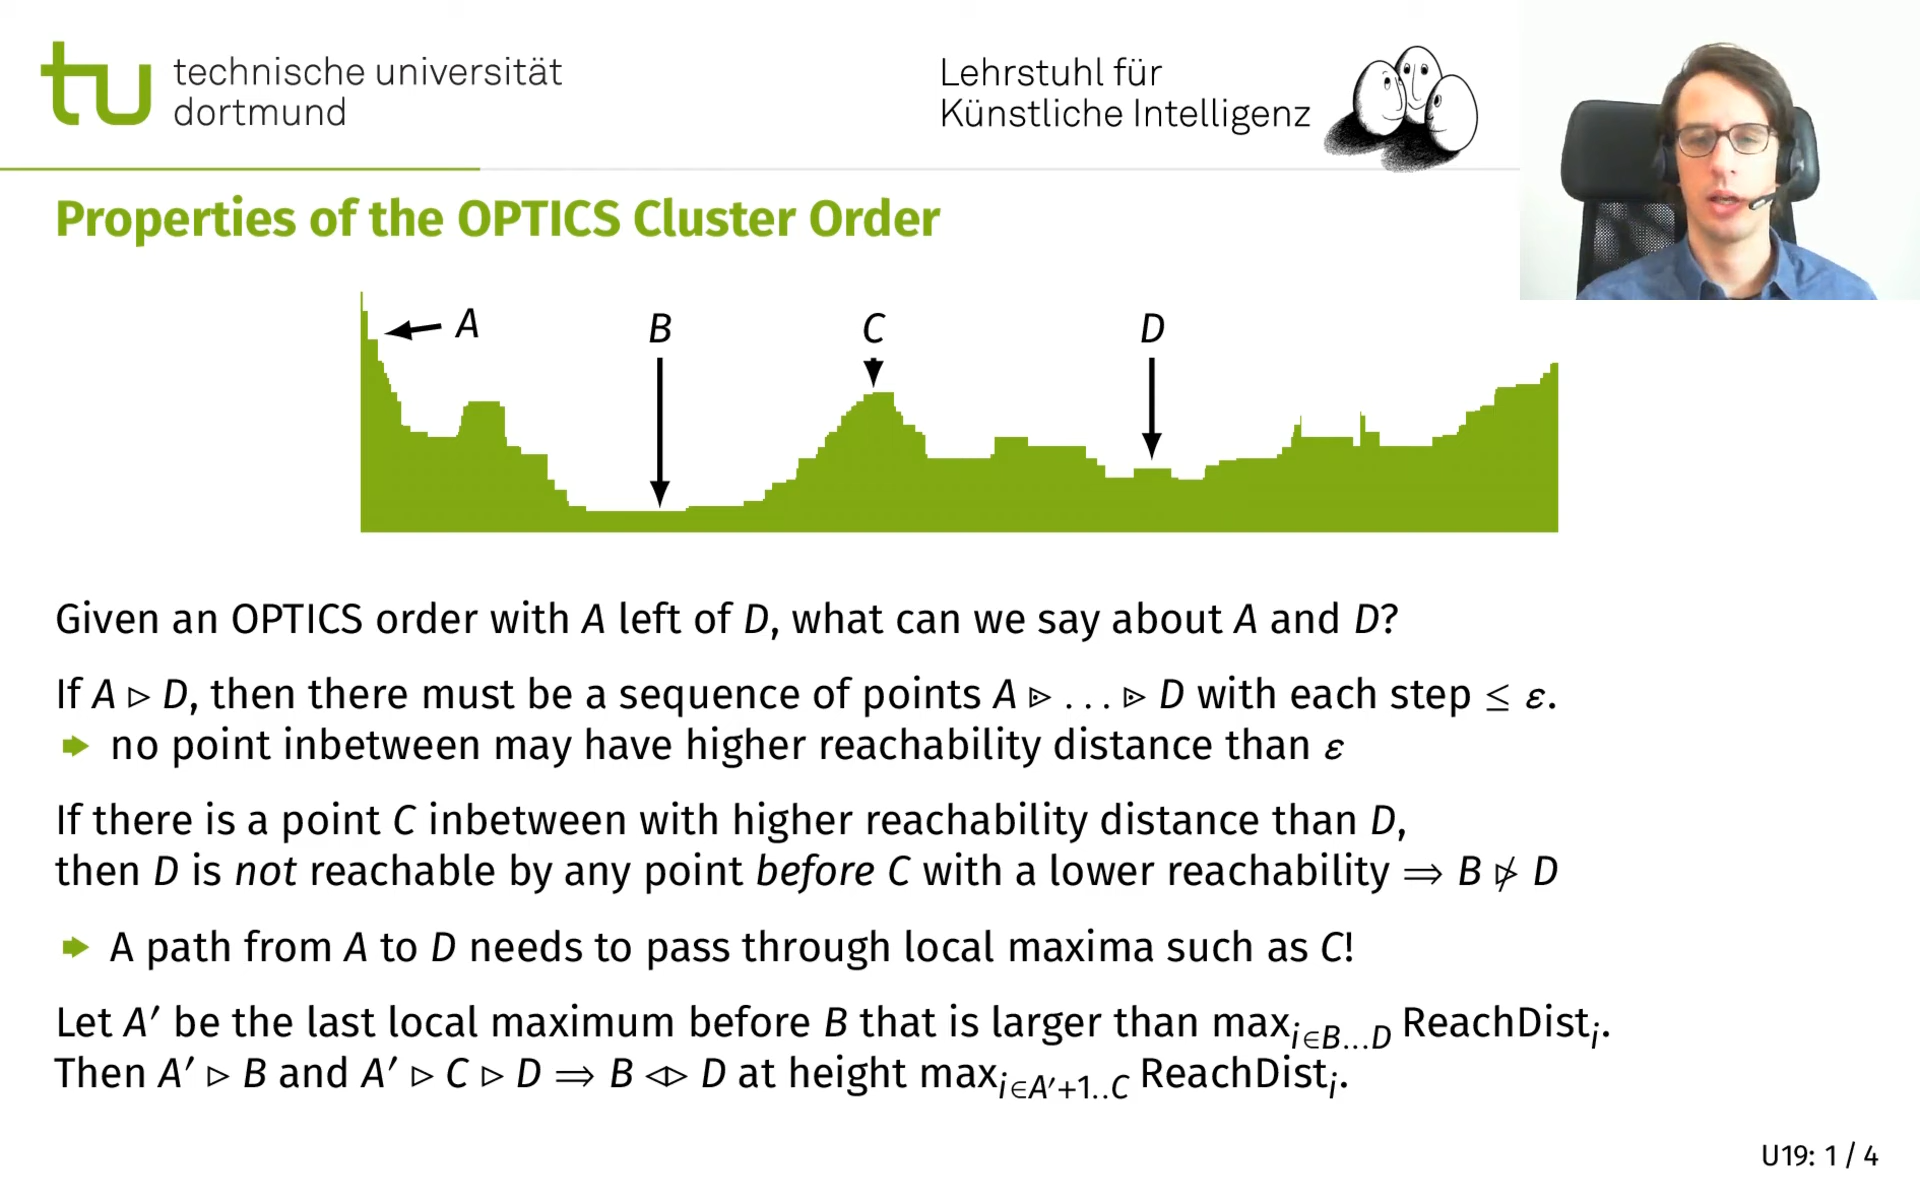 technische universität
dortmund
Lehrstuhl für
Künstliche Intelligenz
Properties of the OPTICS Cluster Order
A
B
C
D
Given an OPTICS order with A left of D, what can we say about A and D?
If A ▷ D, then there must be a sequence of points A ⩥ . . . ⩥ D with each step ≤ ε.
no point inbetween may have higher reachability distance than ε
If there is a point C inbetween with higher reachability distance than D,
then D is not reachable by any point before C with a lower reachability ⟹ B ⋫ D
A path from A to D needs to pass through local maxima such as C!
Let A′ be the last local maximum before B that is larger than max_{i∈B...D} ReachDist_i.
Then A′ ▷ B and A′ ▷ C ▷ D ⟹ B ◁▷ D at height max_{i∈A′+1..C} ReachDist_i.
U19: 1 / 4